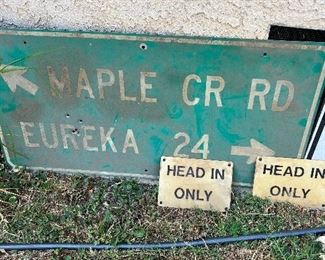 MAPLE CR RD
EUREKA 24
HEAD IN
ONLY
HEAD IN
ONLY